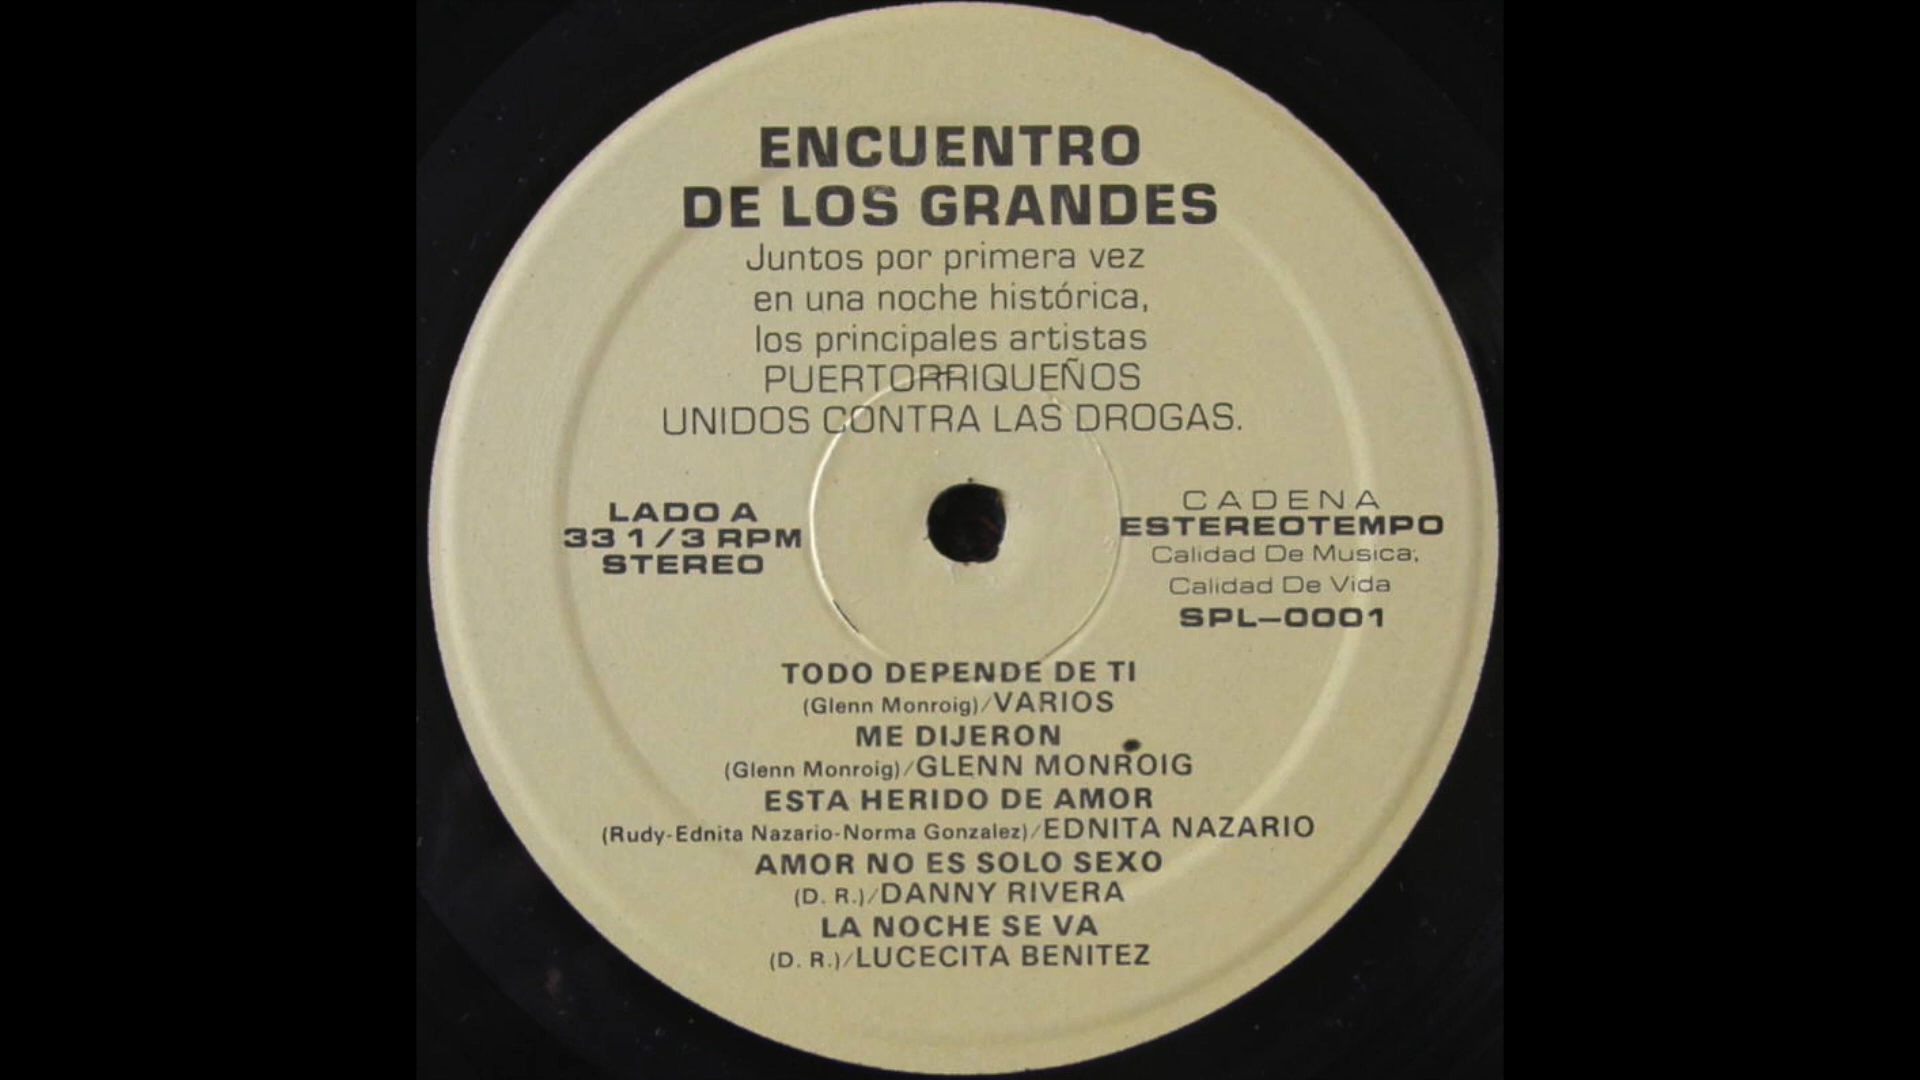 ENCUENTRO
DE LOS GRANDES
Juntos por primera vez
en una noche histórica,
los principales artistas
PUERTORRIQUEÑOS
UNIDOS CONTRA LAS DROGAS.
LADO A
33 1/3 RPM
STEREO
CADENA
ESTEREOTEMPO
Calidad De Musica,
Calidad De Vida
SPL-0001
TODO DEPENDE DE TI
(Glenn Monroig)/VARIOS
ME DIJERON
(Glenn Monroig)/GLENN MONROIG
ESTA HERIDO DE AMOR
(Rudy-Ednita Nazario-Norma Gonzalez)/EDNITA NAZARIO
AMOR NO ES SOLO SEXO
(D. R.)/DANNY RIVERA
LA NOCHE SE VA
(D. R.)/LUCECITA BENITEZ